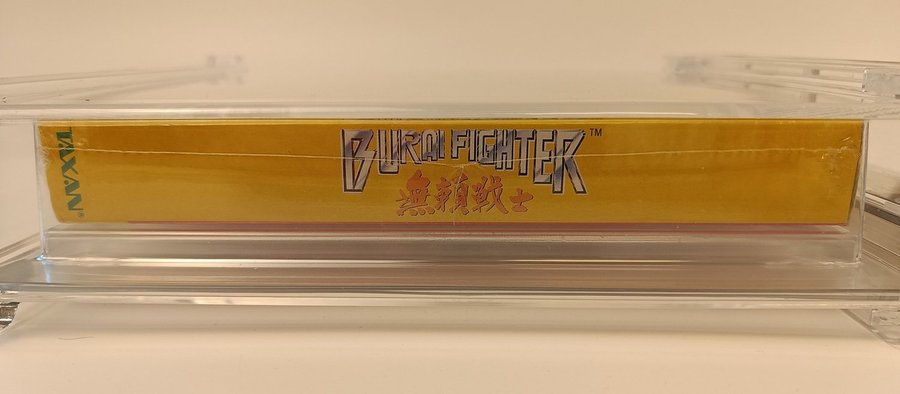 TAXAN®
BURAI FIGHTER™
無頼戦士